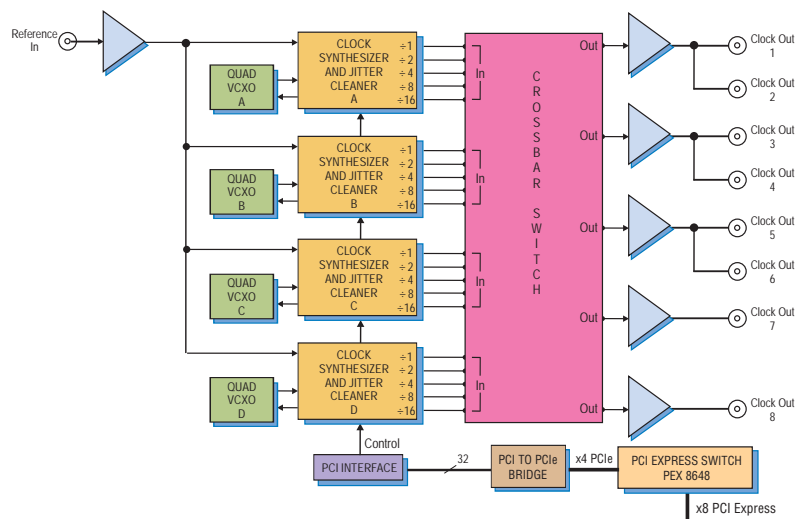 Reference
In
CLOCK
SYNTHESIZER
AND JITTER
CLEANER
A
÷1
÷2
÷4
÷8
÷16
In
QUAD
VCXO
A
CLOCK
SYNTHESIZER
AND JITTER
CLEANER
B
÷1
÷2
÷4
÷8
÷16
In
QUAD
VCXO
B
CLOCK
SYNTHESIZER
AND JITTER
CLEANER
C
÷1
÷2
÷4
÷8
÷16
In
QUAD
VCXO
C
CLOCK
SYNTHESIZER
AND JITTER
CLEANER
D
÷1
÷2
÷4
÷8
÷16
In
QUAD
VCXO
D
CROSSBAR SWITCH
Out
Out
Out
Out
Out
Clock Out
1
Clock Out
2
Clock Out
3
Clock Out
4
Clock Out
5
Clock Out
6
Clock Out
7
Clock Out
8
Control
PCI INTERFACE
32
PCI TO PCIe
BRIDGE
x4 PCIe
PCI EXPRESS SWITCH
PEX 8648
x8 PCI Express